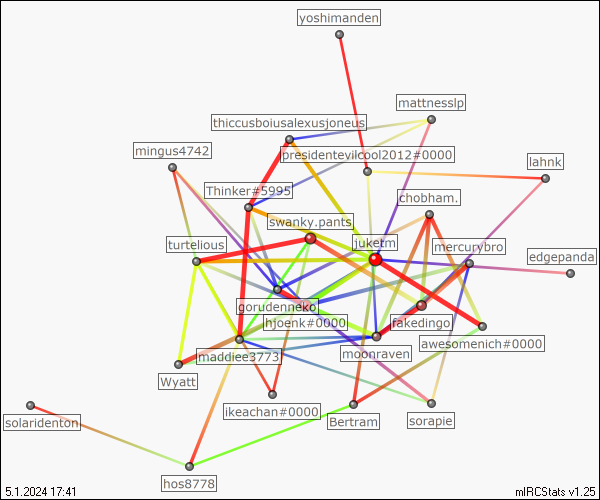 yoshimanden
mattnesslp
thiccusboiusalexusjoneus
mingus4742
presidentevilcool2012#0000
lahnk
Thinker#5995
chobham.
swanky.pants
turtelious
juketm
mercurybro
edgepanda
gorudenneko
hjoenk#0000
fakedingo
awesomenich#0000
maddiee3773
moonraven
Wyatt
ikeachan#0000
solaridenton
Bertram
sorapie
hos8778
5.1.2024 17:41
mIRCStats v1.25